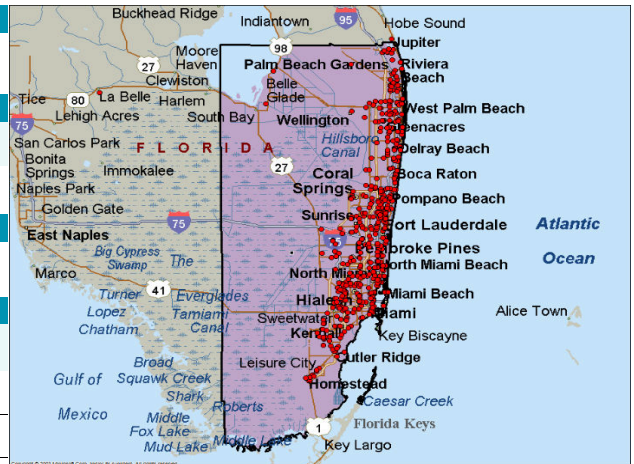 Buckhead Ridge
Indiantown
95
Hobe Sound
98
Jupiter
Moore
Haven
27
Palm Beach Gardens
Riviera
Beach
Clewiston
Belle
Glade
Tice
80
La Belle
Harlem
West Palm Beach
Lehigh Acres
South Bay
Wellington
Greenacres
75
San Carlos Park
FLORIDA
Hillsboro
Canal
Delray Beach
Bonita
Springs
Immokalee
27
Coral
Springs
Boca Raton
Naples Park
Pompano Beach
Golden Gate
75
Sunrise
Fort Lauderdale
Atlantic
Ocean
East Naples
Pembroke Pines
Big Cypress
Swamp
The
North Miami
North Miami Beach
Marco
41
Turner
Everglades
Hialeah
Miami Beach
Lopez
Tamiami
Canal
Sweetwater
Miami
Alice Town
Chatham
Kendall
Key Biscayne
Broad
Cutler Ridge
Leisure City
Gulf of
Mexico
Squawk Creek
Homestead
Shark
Caesar Creek
Roberts
Middle
Fox Lake
1
Florida Keys
Mud Lake
Middle Lake
Key Largo